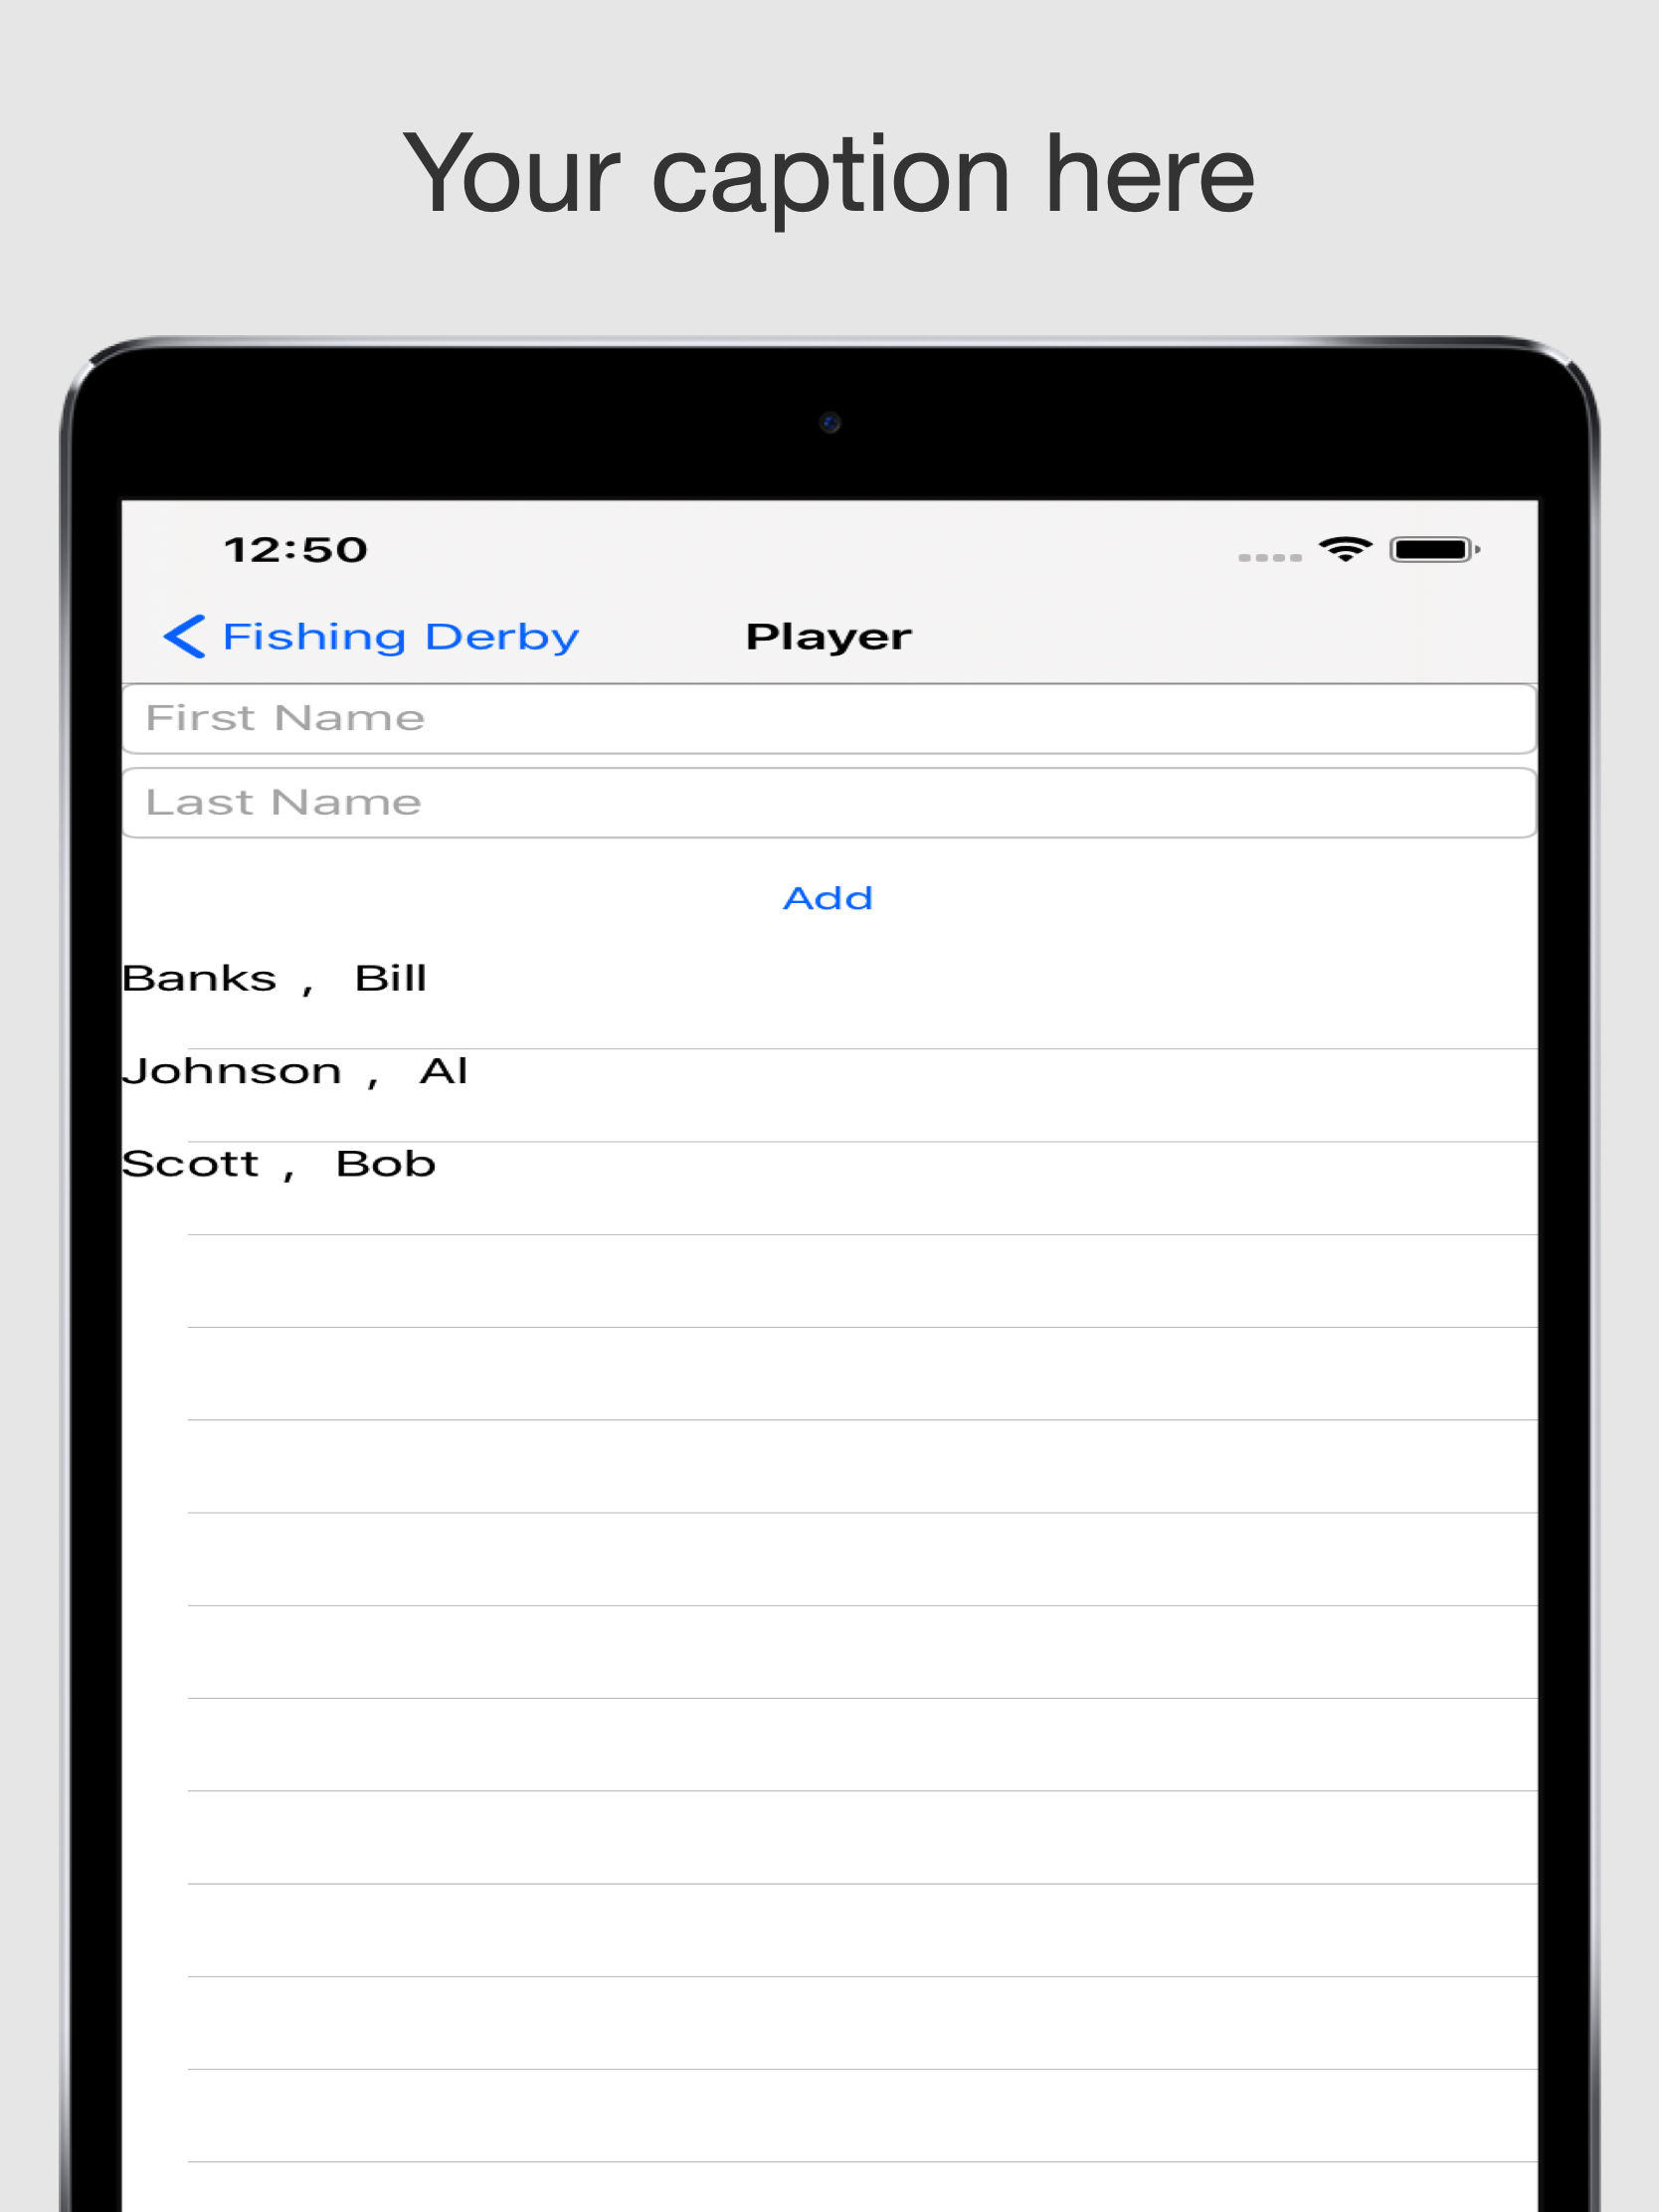 Your caption here
12:50
Fishing Derby Player
First Name
Last Name
Add
Banks , Bill
Johnson , Al
Scott , Bob